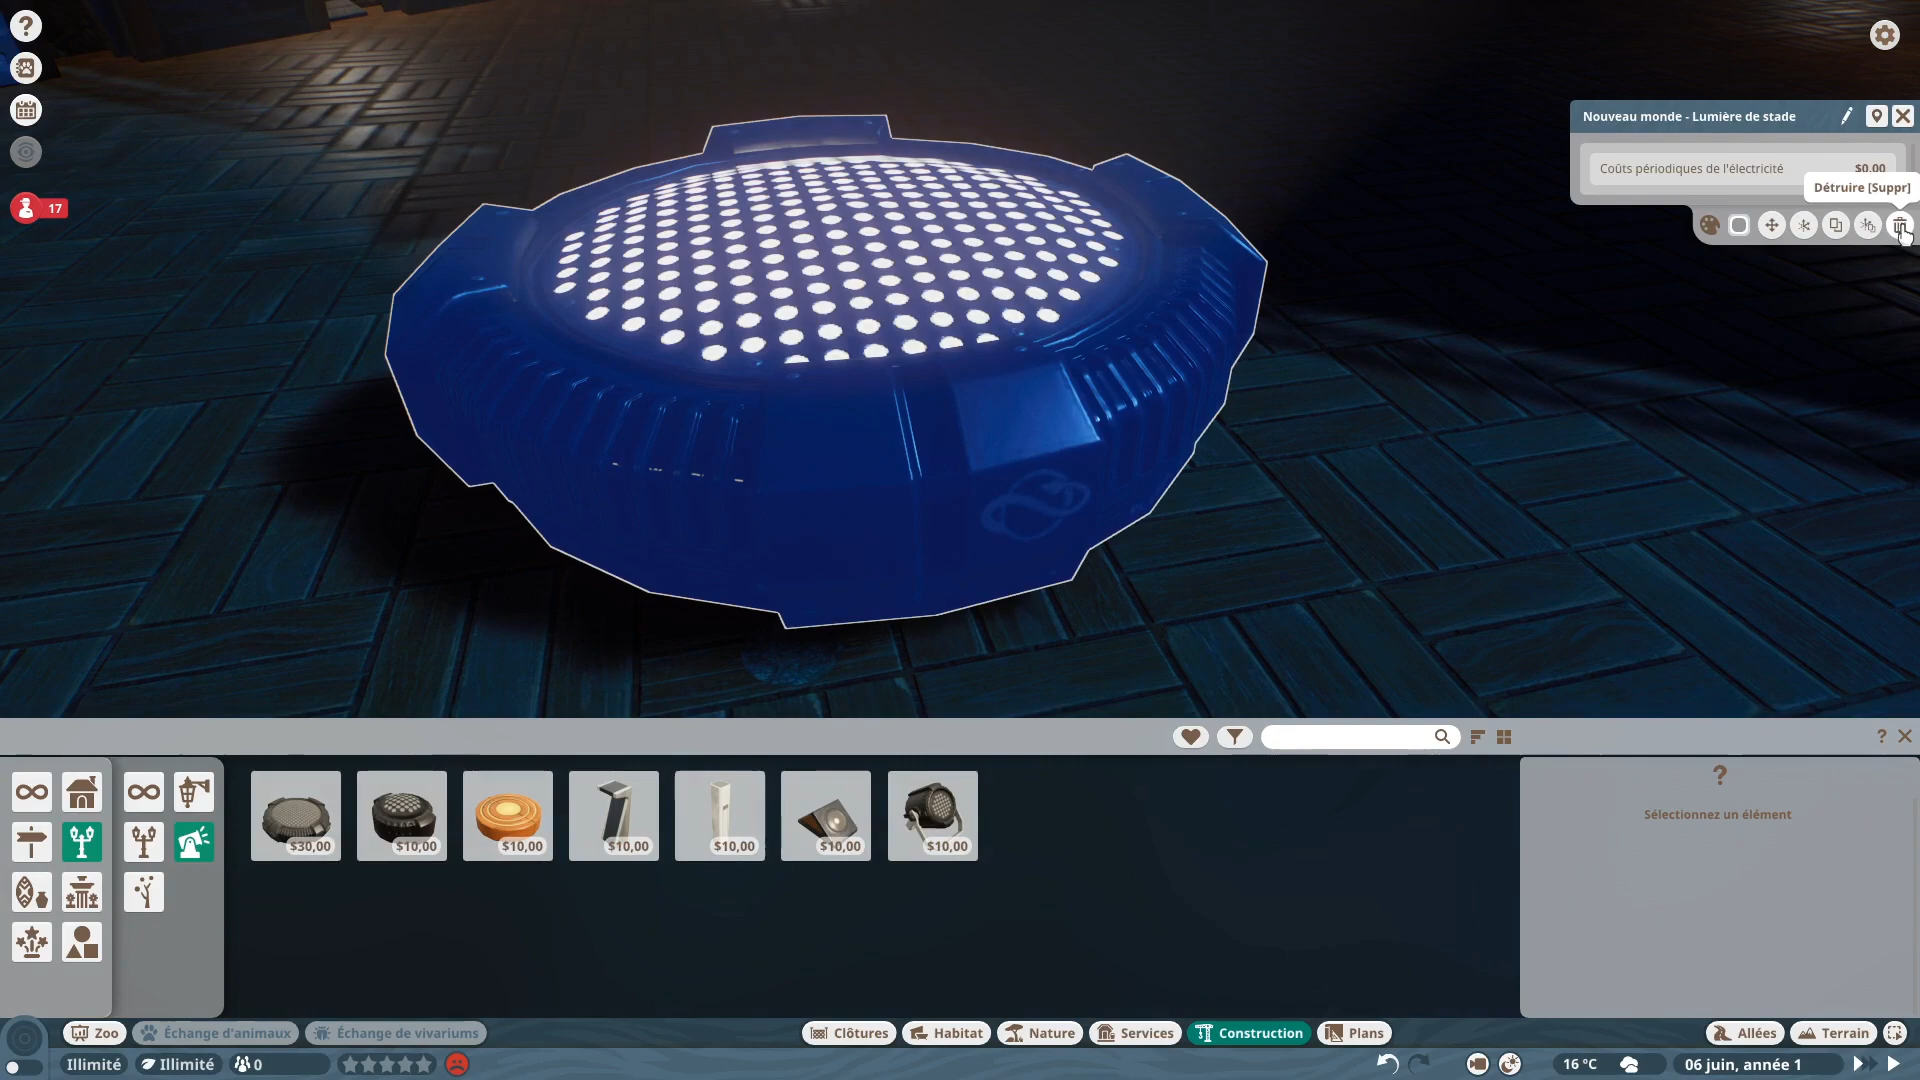 17
Nouveau monde - Lumière de stade
Coûts périodiques de l'électricité $0.00
Détruire [Suppr]
?
?
Sélectionnez un élément
$30,00 $10,00 $10,00 $10,00 $10,00 $10,00 $10,00
Zoo Échange d'animaux Échange de vivariums Clôtures Habitat Nature Services Construction Plans Allées Terrain
Illimité Illimité 0 16 °C 06 juin, année 1